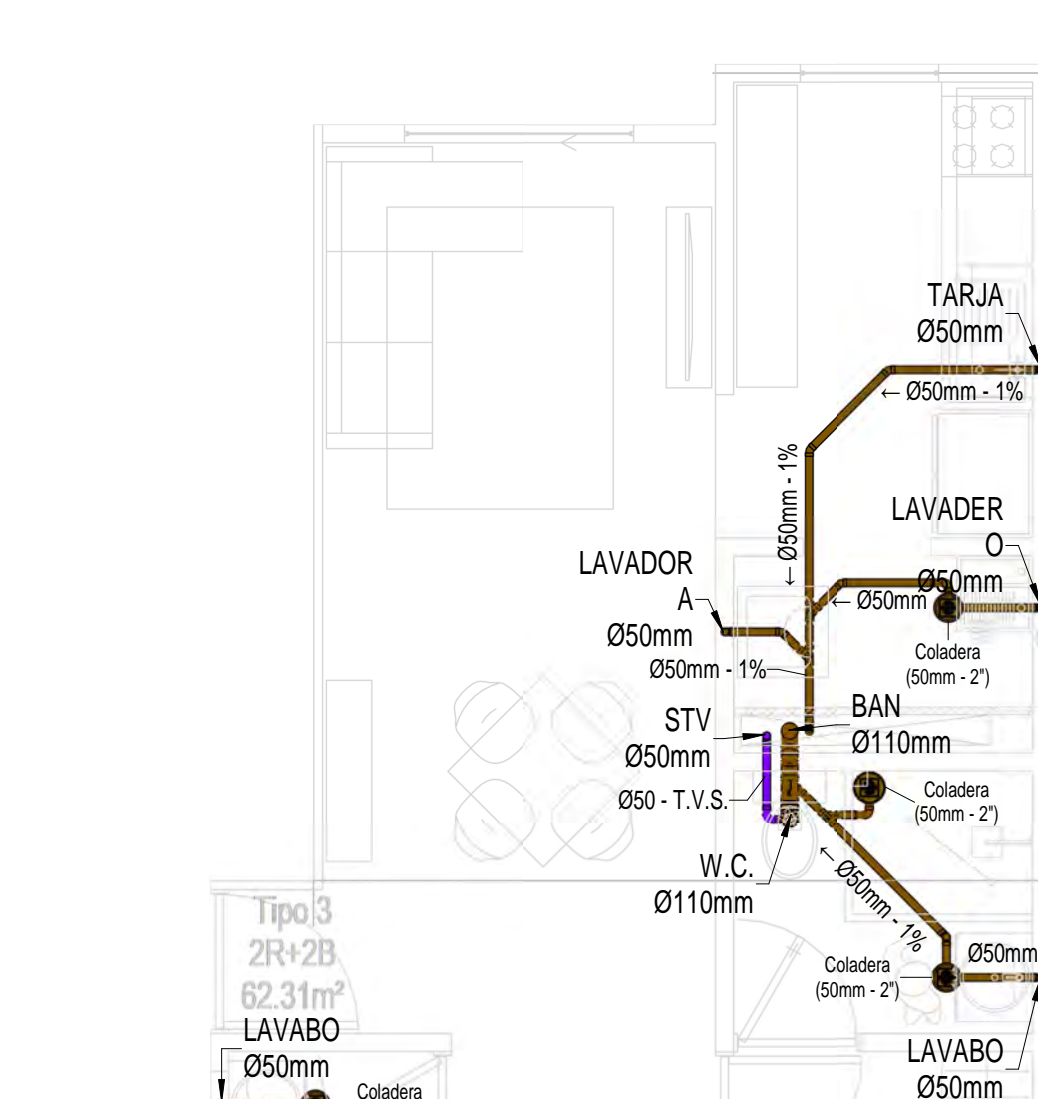 TARJA
Ø50mm
← Ø50mm - 1%
← Ø50mm - 1%
LAVADER
O
Ø50mm
← Ø50mm
Coladera
(50mm - 2")
LAVADOR
A
Ø50mm
Ø50mm - 1%
STV
Ø50mm
Ø50 - T.V.S.
BAN
Ø110mm
Coladera
(50mm - 2")
W.C.
Ø110mm
← Ø50mm - 1%
Coladera
(50mm - 2")
Ø50mm
LAVABO
Ø50mm
Tipo 3
2R+2B
62.31m²
LAVABO
Ø50mm
Coladera